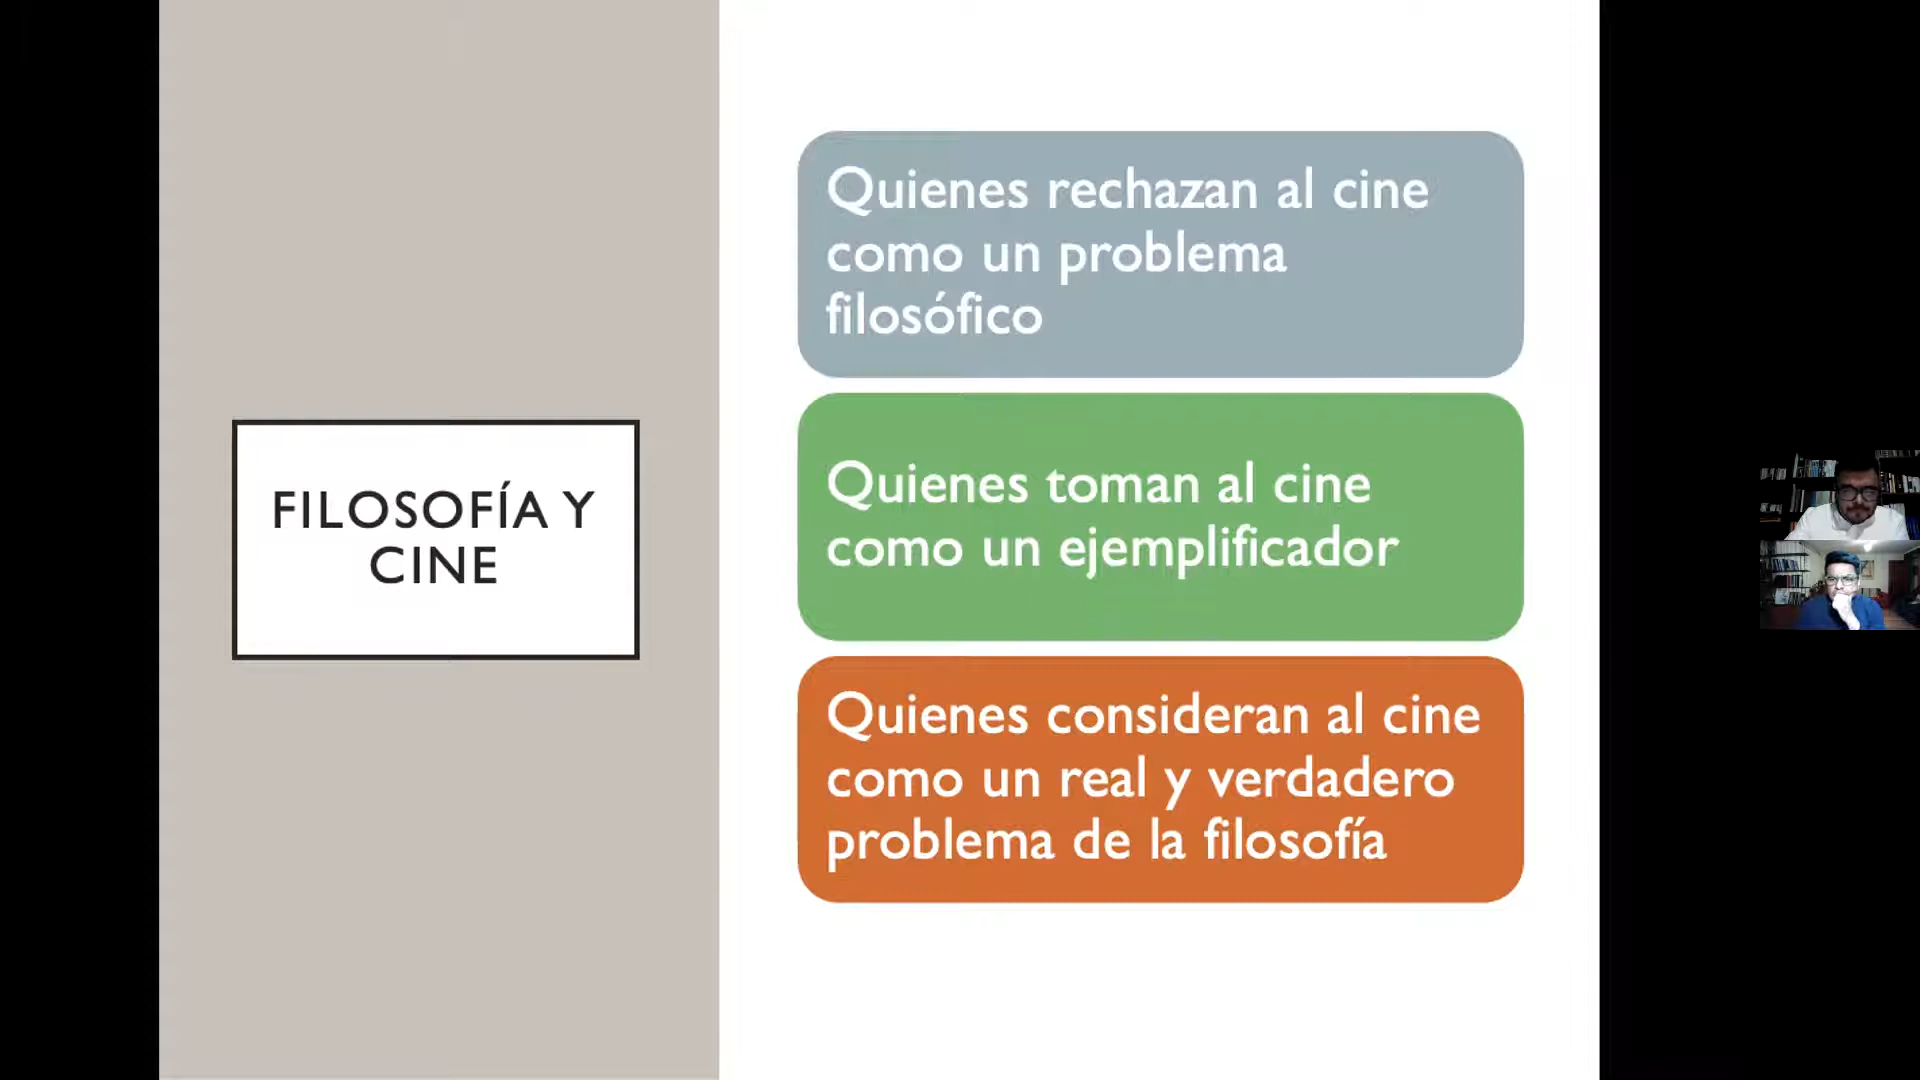 FILOSOFÍA Y
CINE
Quienes rechazan al cine
como un problema
filosófico
Quienes toman al cine
como un ejemplificador
Quienes consideran al cine
como un real y verdadero
problema de la filosofía